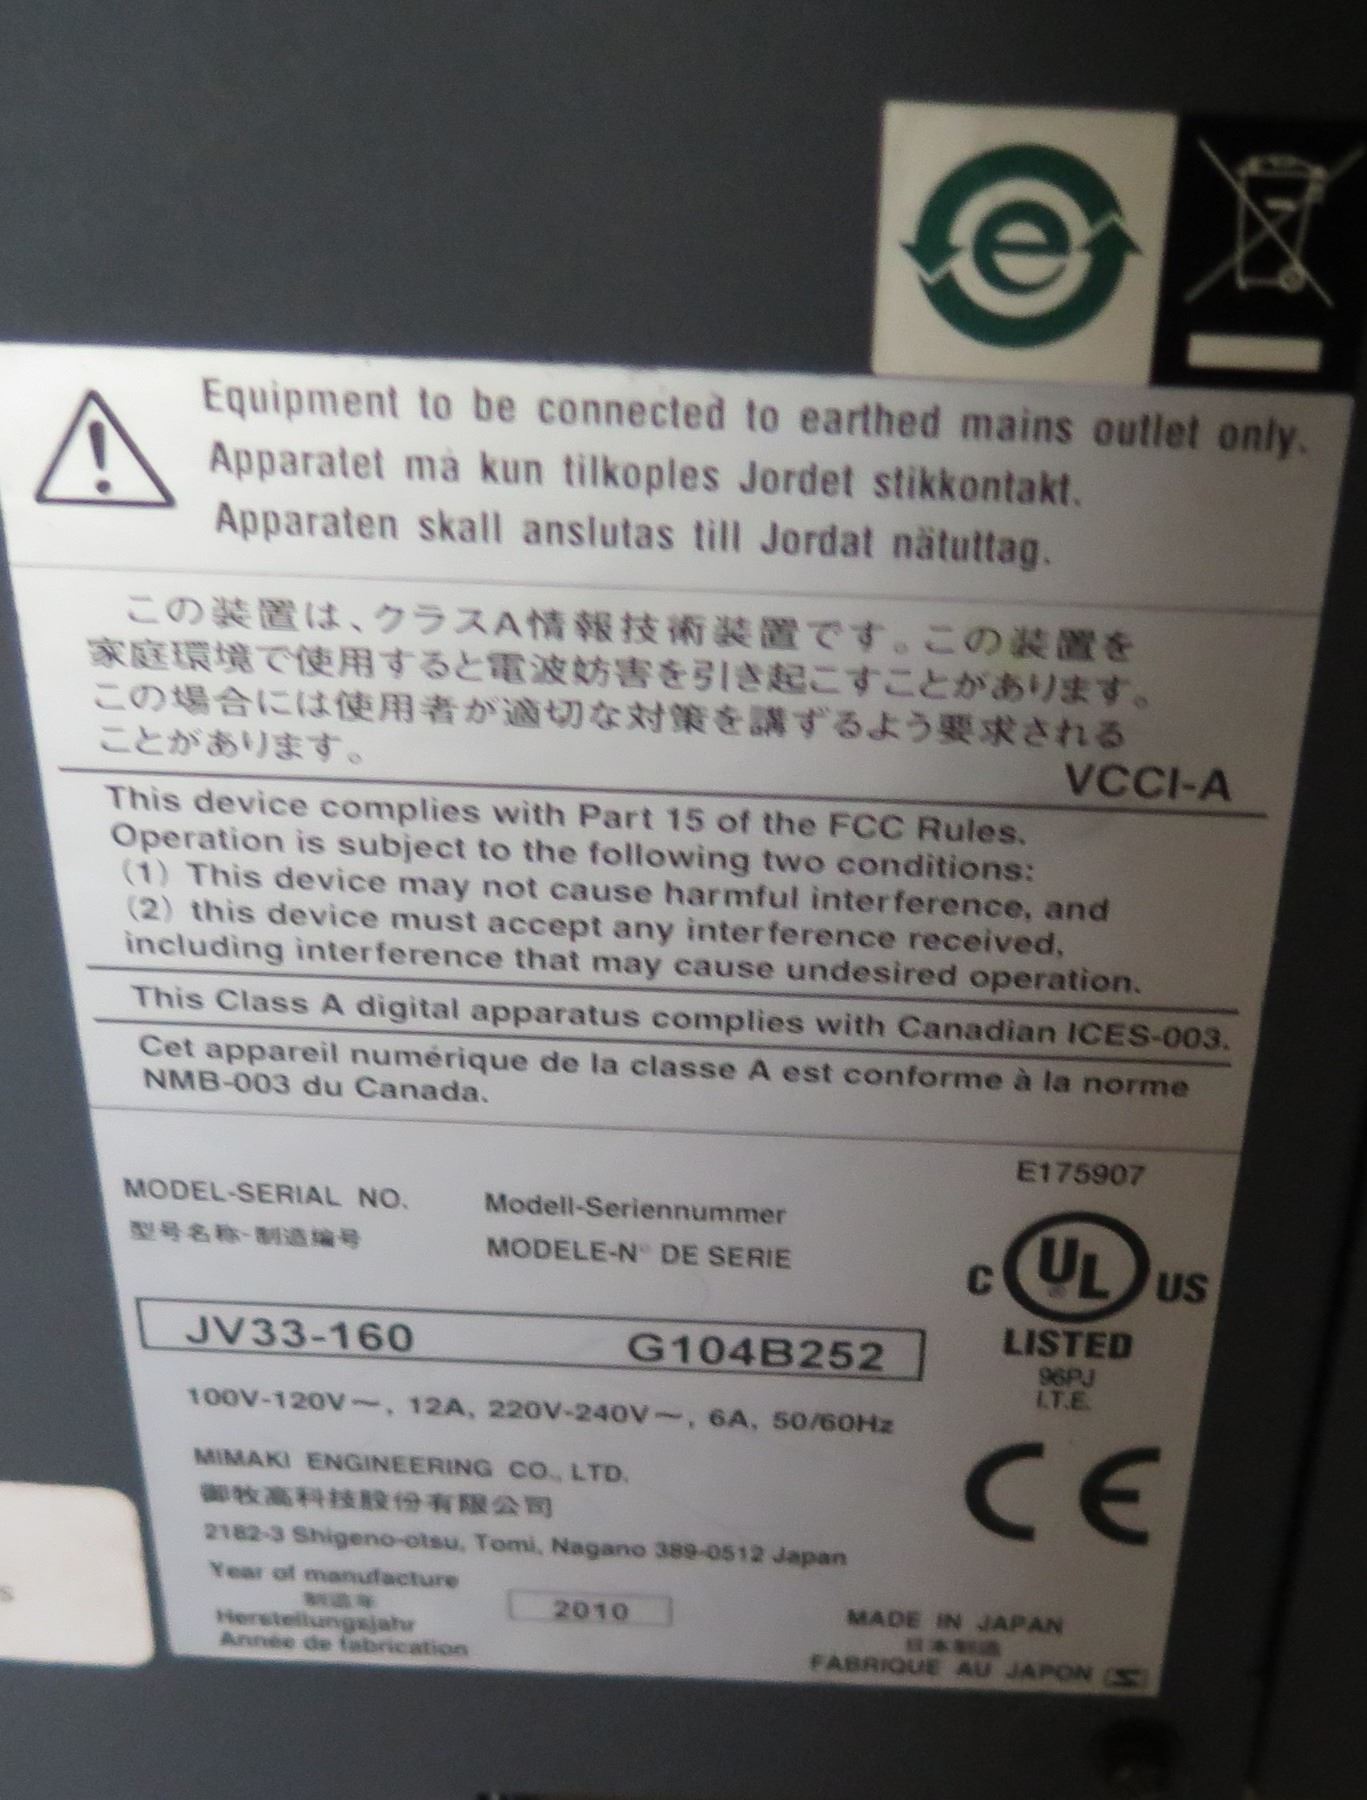 e
Equipment to be connected to earthed mains outlet only.
Apparatet må kun tilkoples Jordet stikkontakt.
Apparaten skall anslutas till Jordat nätuttag.
この装置は、クラスA情報技術装置です。この装置を
家庭環境で使用すると電波妨害を引き起こすことがあります。
この場合には使用者が適切な対策を講ずるよう要求される
ことがあります。
VCCI-A
This device complies with Part 15 of the FCC Rules.
Operation is subject to the following two conditions:
(1) This device may not cause harmful interference, and
(2) this device must accept any interference received,
including interference that may cause undesired operation.
This Class A digital apparatus complies with Canadian ICES-003.
Cet appareil numérique de la classe A est conforme à la norme
NMB-003 du Canada.
MODEL-SERIAL NO. Modell-Seriennummer
型号名称-制造编号 MODELE-N° DE SERIE
E175907
C UL US
LISTED
96PJ
I.T.E.
JV33-160 G104B252
100V-120V～, 12A, 220V-240V～, 6A, 50/60Hz
MIMAKI ENGINEERING CO., LTD.
御牧高科技股份有限公司
2182-3 Shigeno-otsu, Tomi, Nagano 389-0512 Japan
CE
Year of manufacture
制造年
Herstellungsjahr
Année de fabrication
2010
MADE IN JAPAN
日本制造
FABRIQUE AU JAPON
s